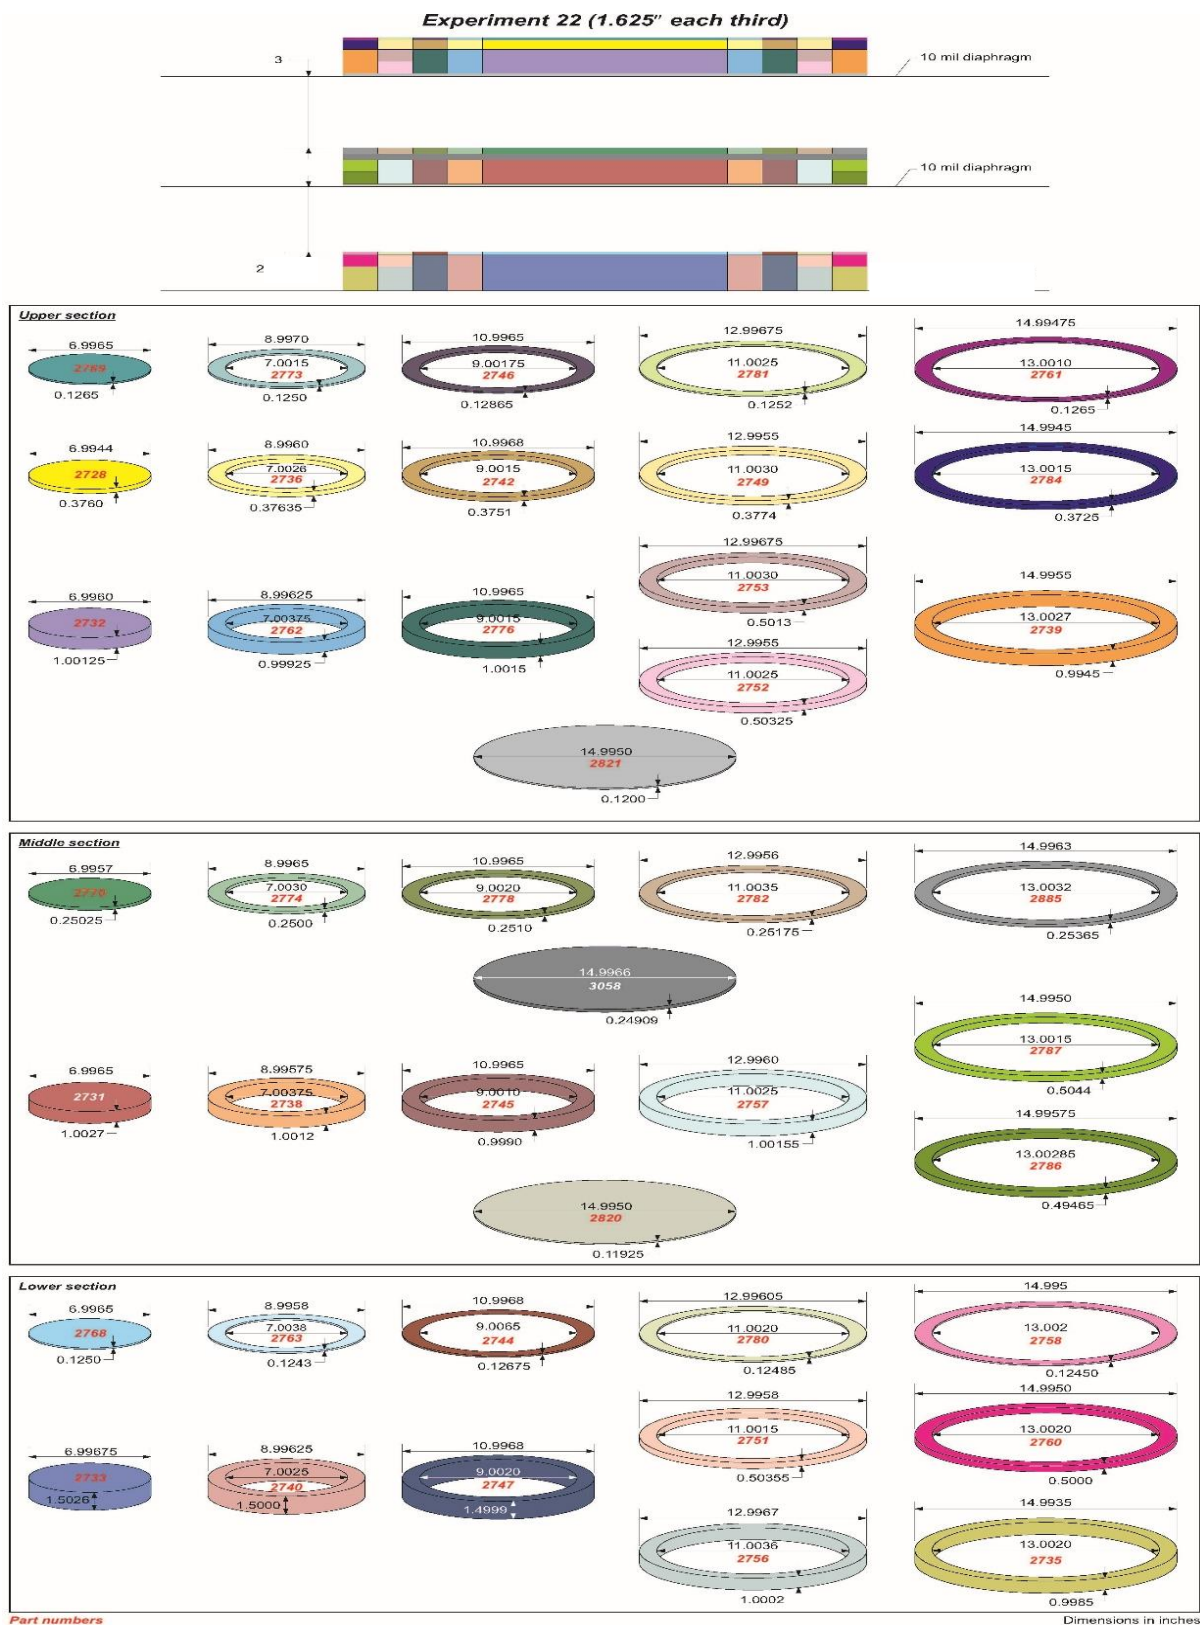 Experiment 22 (1.625" each third)
3
10 mil diaphragm
10 mil diaphragm
2
Upper section
6.9965 8.9970 10.9965 12.99675 14.99475
2789 7.0015 9.00175 11.0025 13.0010
2773 2746 2781 2761
0.1265 0.1250 0.12865 0.1252 0.1265
6.9944 8.9960 10.9968 12.9955 14.9945
2728 7.0026 9.0015 11.0030 13.0015
2736 2742 2749 2784
0.3760 0.37635 0.3751 0.3774 0.3725
12.99675
11.0030
2753
0.5013
6.9960 8.99625 10.9965 14.9955
2732 7.00375 9.0015 13.0027
2762 2776 2739
1.00125 0.99925 1.0015 0.9945
12.9955
11.0025
2752
0.50325
14.9950
2821
0.1200
Middle section
6.9957 8.9965 10.9965 12.9956 14.9963
2770 7.0030 9.0020 11.0035 13.0032
2774 2778 2782 2885
0.25025 0.2500 0.2510 0.25175 0.25365
14.9966
3058
0.24909
14.9950
13.0015
2787
0.5044
6.9965 8.99575 10.9965 12.9960
2731 7.00375 9.0010 11.0025
2738 2745 2757
1.0027 1.0012 0.9990 1.00155
14.99575
13.00285
2786
0.49465
14.9950
2820
0.11925
Lower section
6.9965 8.9958 10.9968 12.99605 14.995
2768 7.0038 9.0065 11.0020 13.002
2763 2744 2780 2758
0.1250 0.1243 0.12675 0.12485 0.12450
12.9958 14.9950
11.0015 13.0020
2751 2760
0.50355 0.5000
6.99675 8.99625 10.9968
2733 7.0025 9.0020
2740 2747
1.5026 1.5000 1.4999
12.9967 14.9935
11.0036 13.0020
2756 2735
1.0002 0.9985
Part numbers
Dimensions in inches